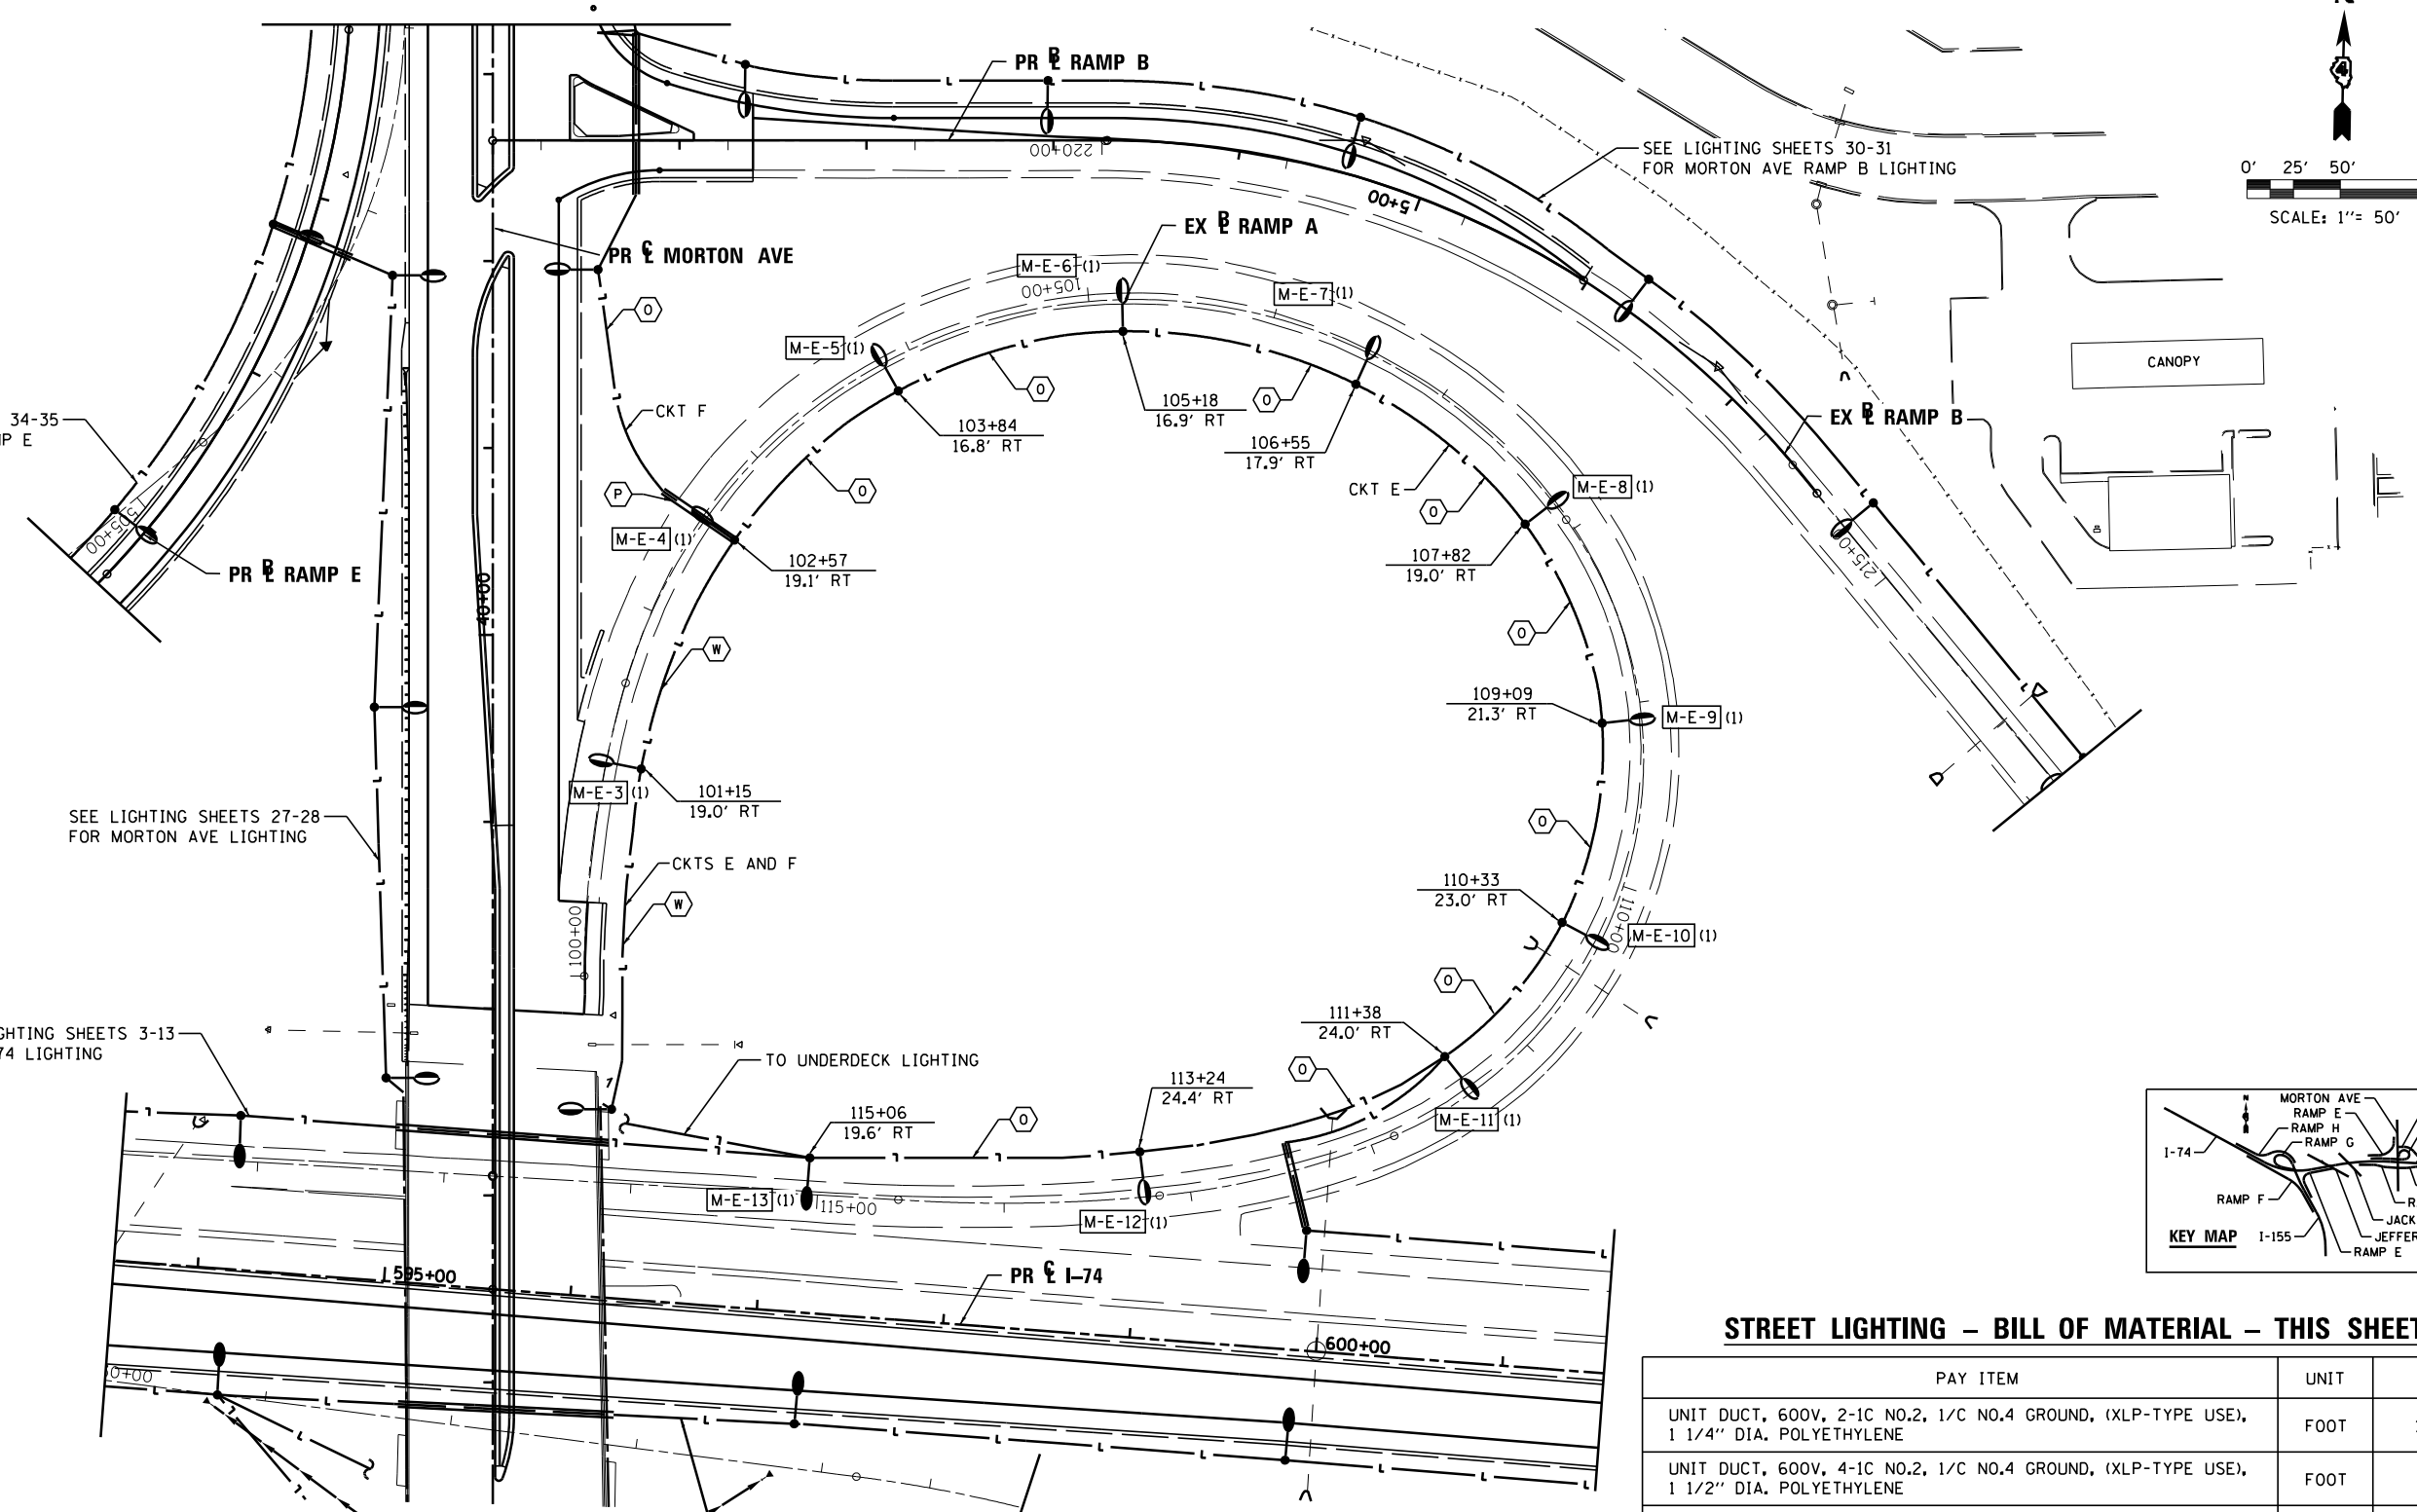 PR BL RAMP B
SEE LIGHTING SHEETS 30-31
FOR MORTON AVE RAMP B LIGHTING
0' 25' 50'
SCALE: 1"= 50'
220+00
15+00
EX BL RAMP A
PR CL MORTON AVE
M-E-6 (1)
105+00
M-E-7 (1)
O
M-E-5 (1)
CANOPY
34-35
CKT F
O
105+18
16.9' RT
O
EX BL RAMP B
103+84
16.8' RT
106+55
17.9' RT
P
O
CKT E
M-E-8 (1)
O
505+00
M-E-4 (1)
102+57
19.1' RT
107+82
19.0' RT
PR BL RAMP E
40+00
O
W
109+09
21.3' RT
M-E-9 (1)
M-E-3 (1)
101+15
19.0' RT
SEE LIGHTING SHEETS 27-28
FOR MORTON AVE LIGHTING
O
CKTS E AND F
W
110+33
23.0' RT
110+00
M-E-10 (1)
100+00
O
111+38
24.0' RT
GHTING SHEETS 3-13
74 LIGHTING
TO UNDERDECK LIGHTING
O
113+24
24.4' RT
115+06
19.6' RT
O
M-E-11 (1)
M-E-13 (1)
115+00
M-E-12 (1)
595+00
PR CL I-74
600+00
0+00
MORTON AVE
RAMP E
RAMP H
RAMP G
I-74
RAMP F
JACK
JEFFER
RAMP E
I-155
KEY MAP
STREET LIGHTING - BILL OF MATERIAL - THIS SHEET
PAY ITEM UNIT
UNIT DUCT, 600V, 2-1C NO.2, 1/C NO.4 GROUND, (XLP-TYPE USE),
1 1/4" DIA. POLYETHYLENE FOOT
UNIT DUCT, 600V, 4-1C NO.2, 1/C NO.4 GROUND, (XLP-TYPE USE),
1 1/2" DIA. POLYETHYLENE FOOT